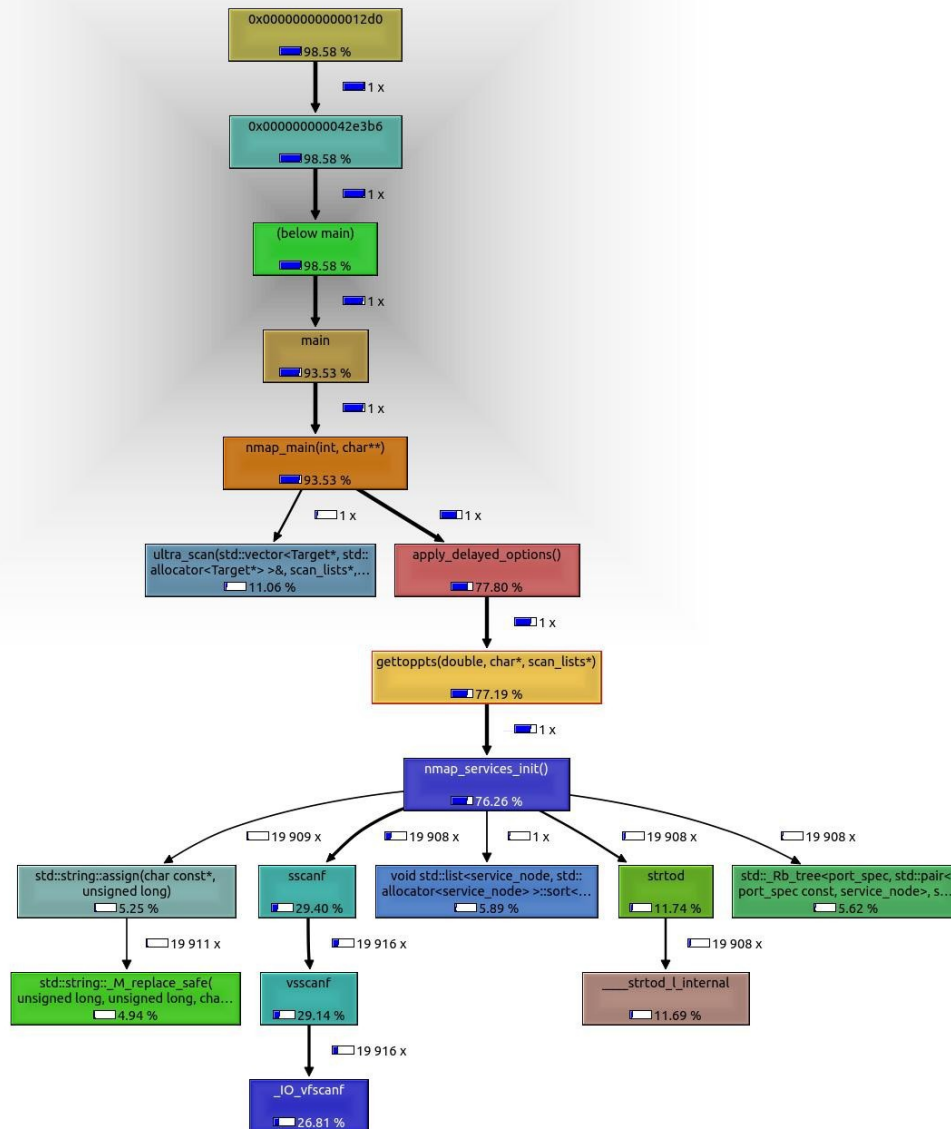 0x00000000000012d0
98.58 %
1 x
0x000000000042e3b6
98.58 %
1 x
(below main)
98.58 %
1 x
main
93.53 %
1 x
nmap_main(int, char**)
93.53 %
1 x
1 x
ultra_scan(std::vector<Target*, std::
allocator<Target*> >&, scan_lists*,...
11.06 %
apply_delayed_options()
77.80 %
1 x
gettoppts(double, char*, scan_lists*)
77.19 %
1 x
nmap_services_init()
76.26 %
19 909 x
19 908 x
1 x
19 908 x
19 908 x
std::string::assign(char const*,
unsigned long)
5.25 %
sscanf
29.40 %
void std::list<service_node, std::
allocator<service_node> >::sort<...
5.89 %
strtod
11.74 %
std::_Rb_tree<port_spec, std::pair<
port_spec const, service_node>, s...
5.62 %
19 911 x
19 916 x
19 908 x
std::string::_M_replace_safe(
unsigned long, unsigned long, cha...
4.94 %
vsscanf
29.14 %
____strtod_l_internal
11.69 %
19 916 x
_IO_vfscanf
26.81 %